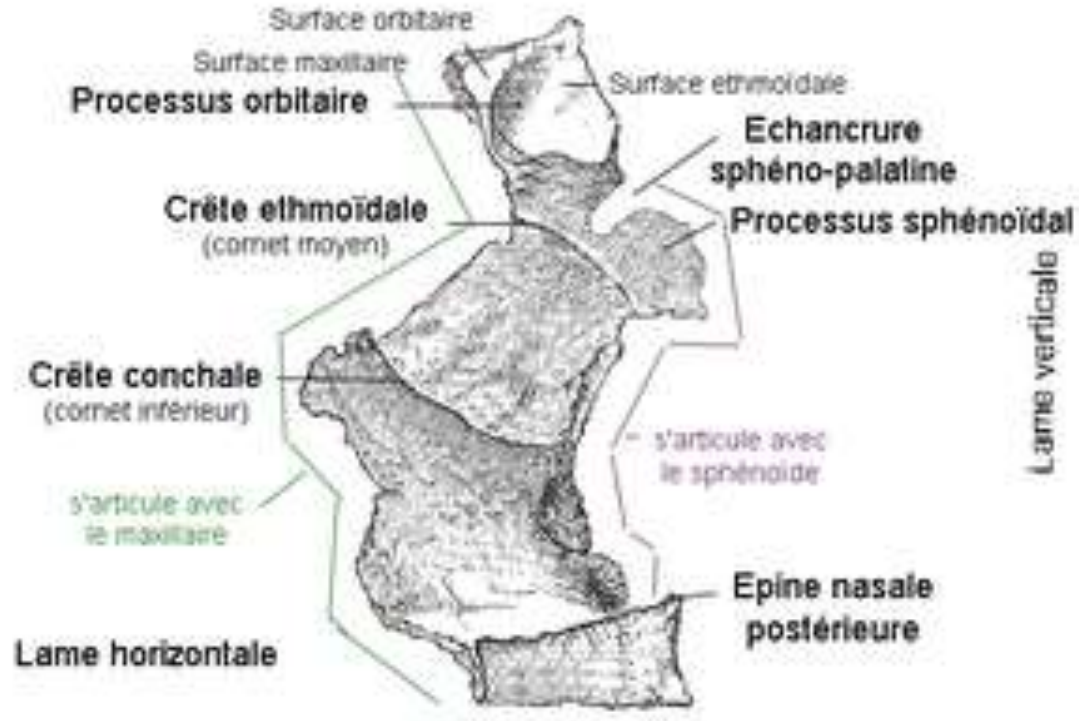 Surface orbitaire
Surface maxillaire
Processus orbitaire
Surface ethmoïdale
Echancrure
sphéno-palatine
Crête ethmoïdale
(cornet moyen)
Processus sphénoïdal
Lame verticale
Crête conchale
(cornet inférieur)
s'articule avec
le sphénoïde
s'articule avec
le maxillaire
Epine nasale
postérieure
Lame horizontale